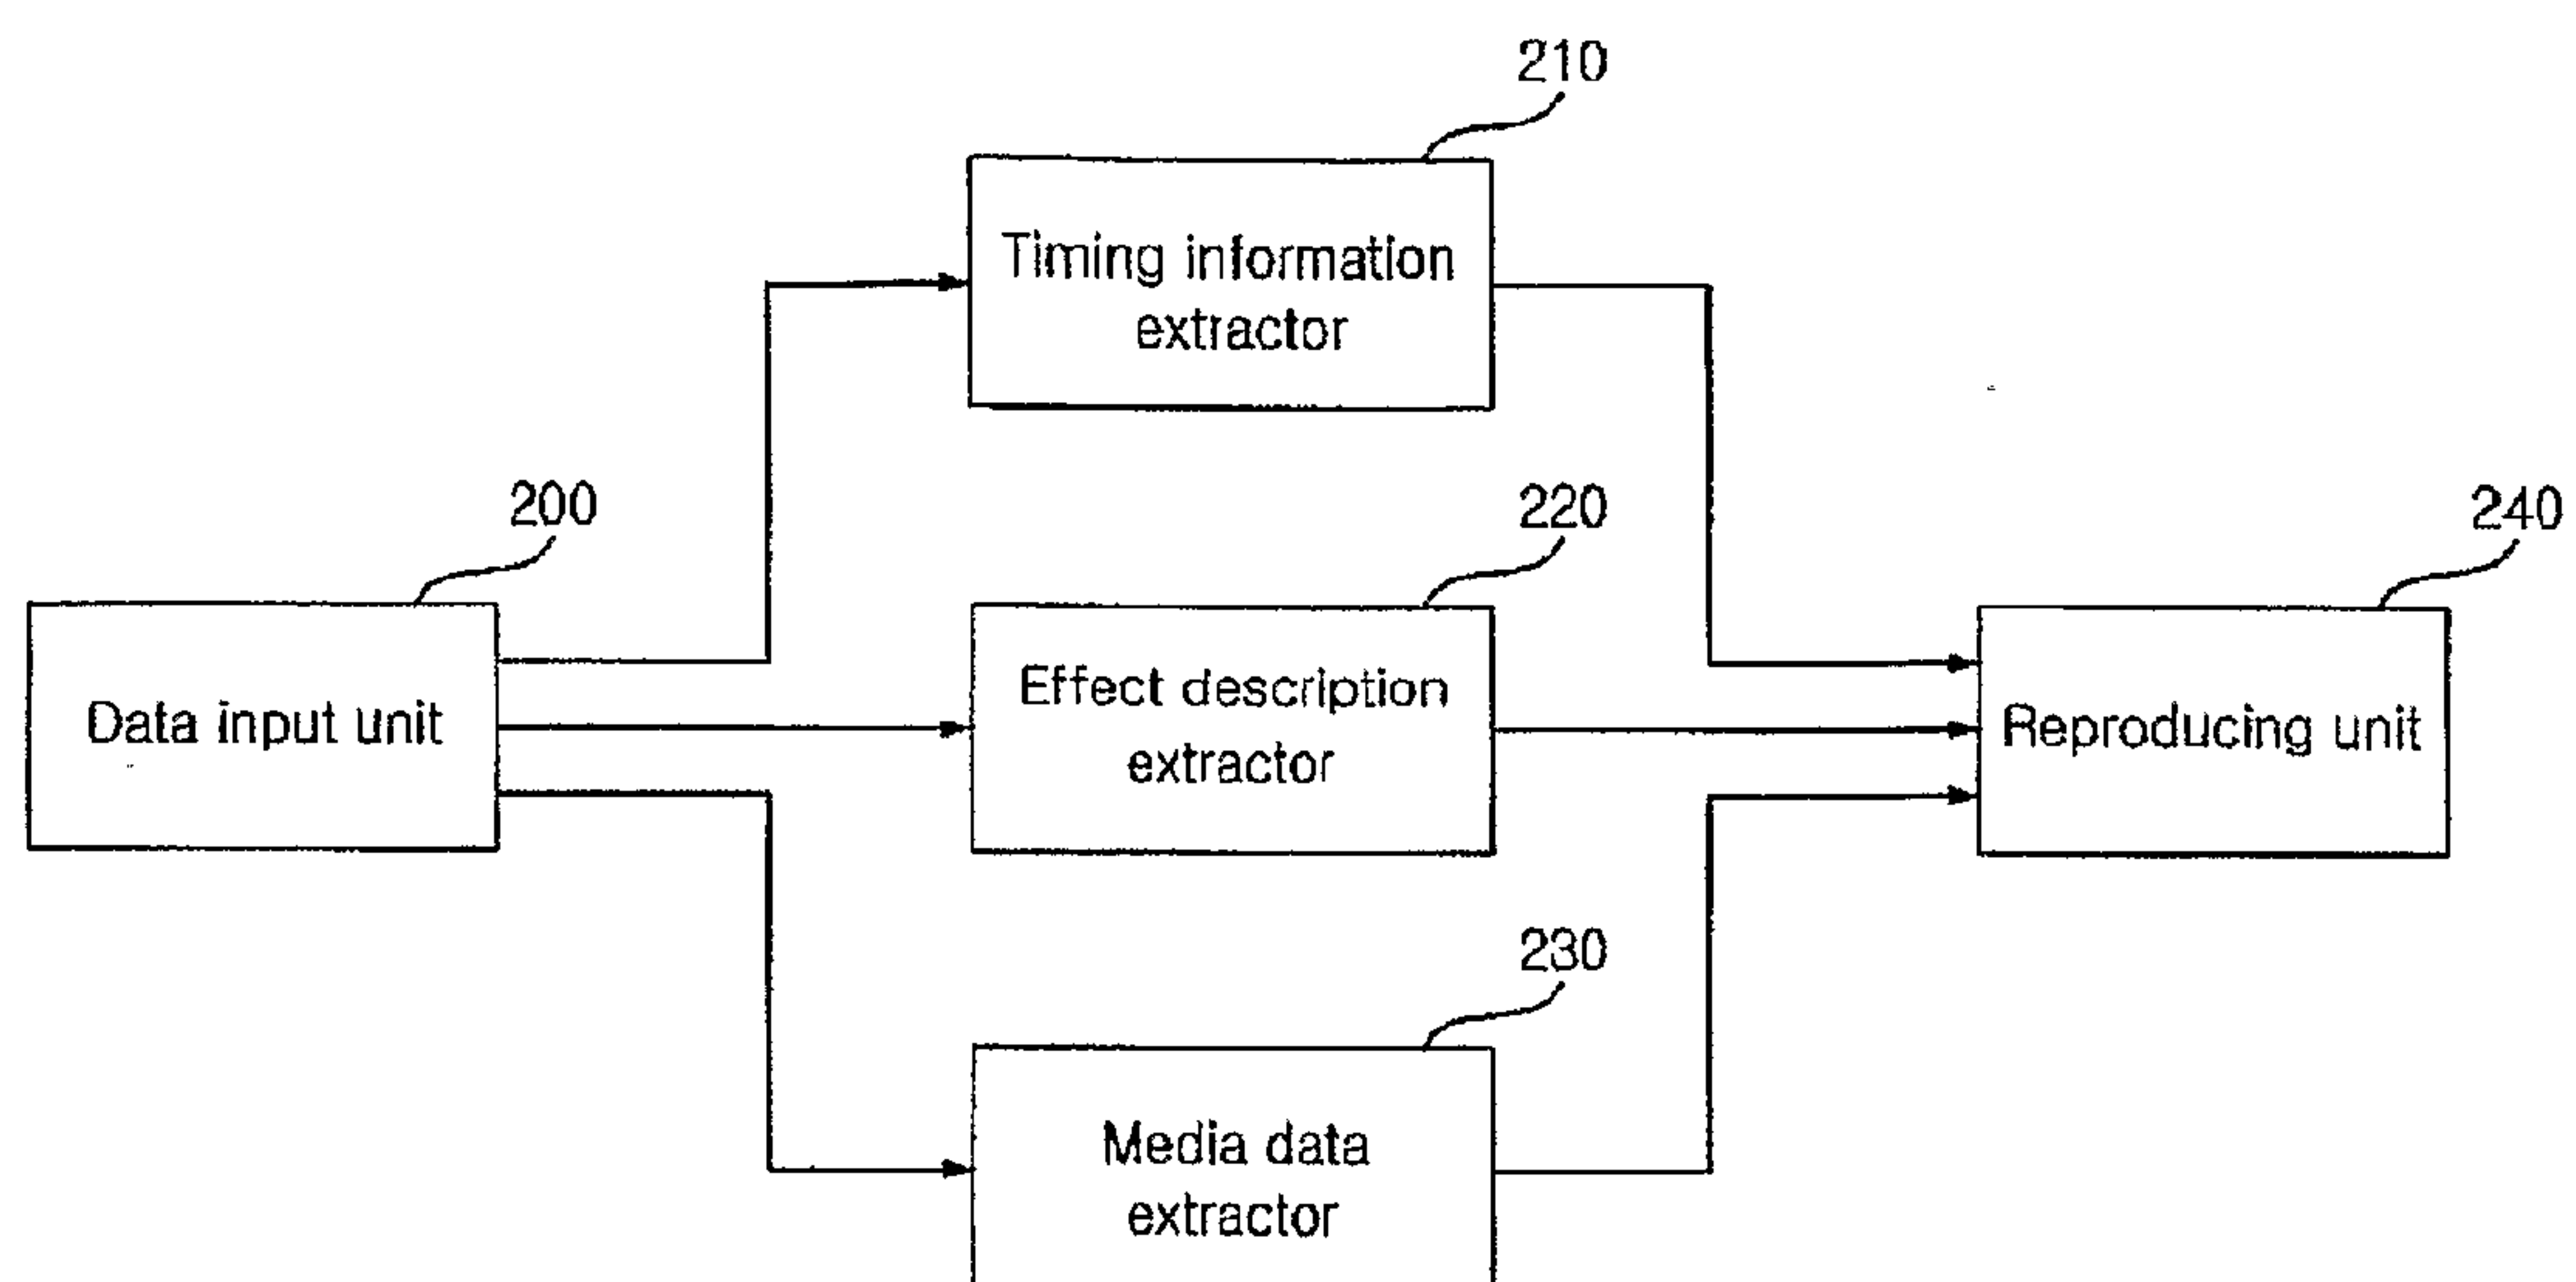 210
Timing information
extractor
200
220
240
Data input unit
Effect description
extractor
Reproducing unit
230
Media data
extractor